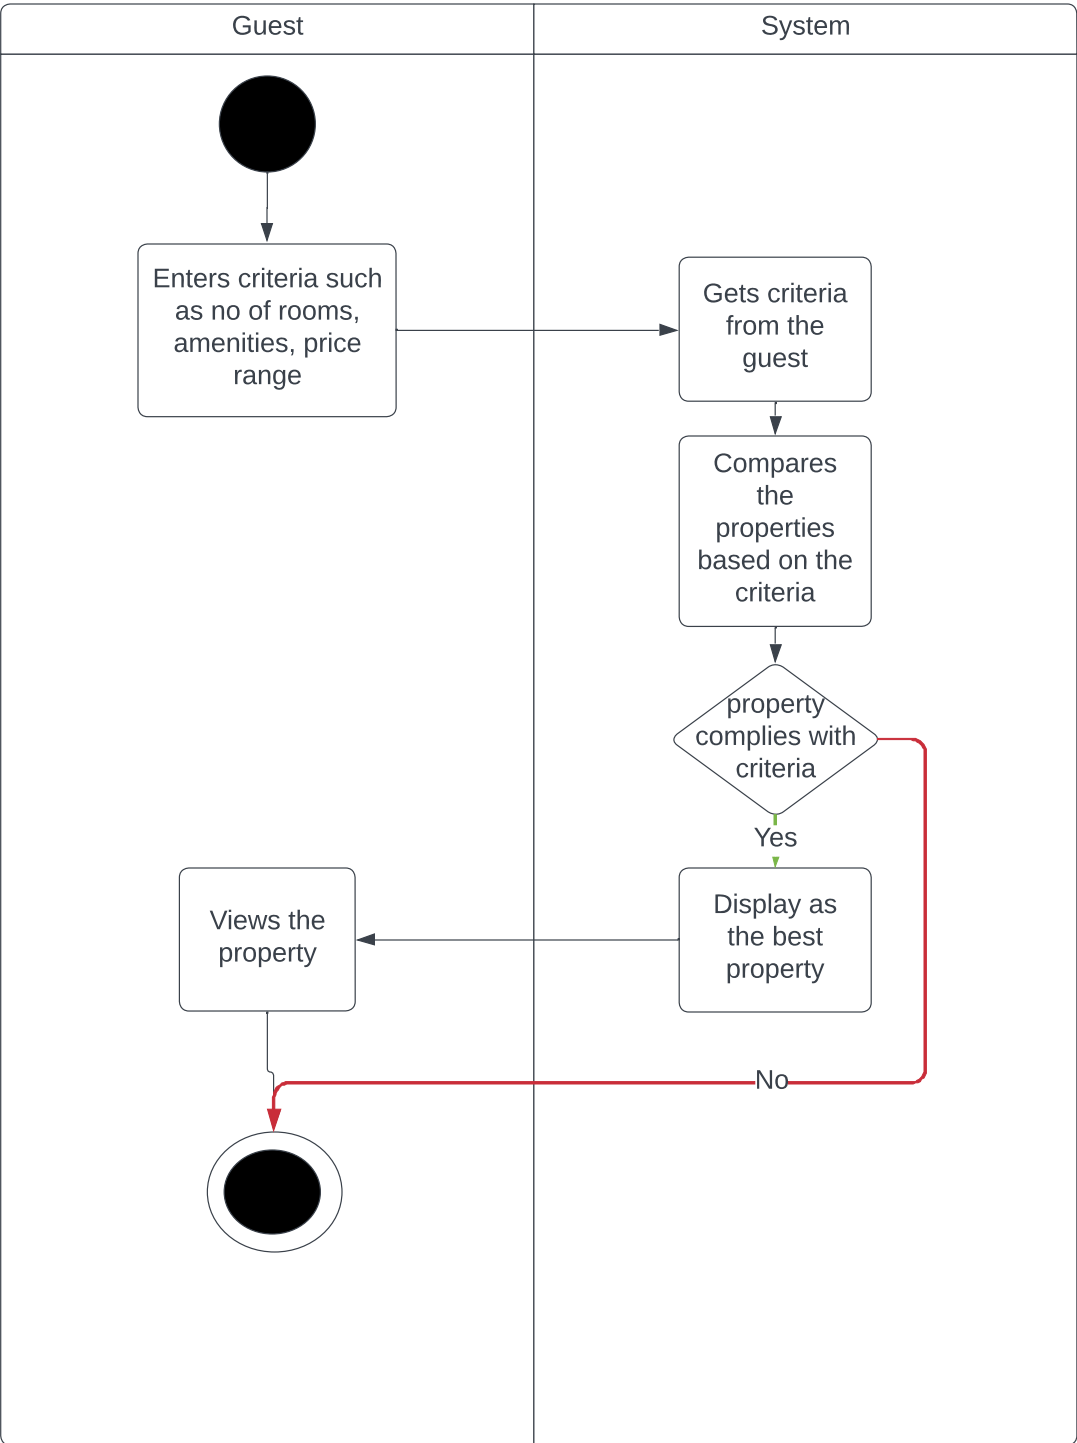 Guest
System
Enters criteria such
as no of rooms,
amenities, price
range
Gets criteria
from the
guest
Compares
the
properties
based on the
criteria
property
complies with
criteria
Yes
Display as
the best
property
Views the
property
No